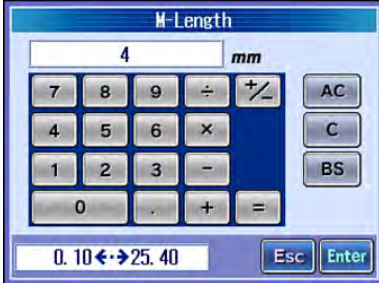 M-Length
4 mm
7 8 9 ÷ +/− AC
4 5 6 × C
1 2 3 − BS
0 . + =
0.10↔25.40 Esc Enter